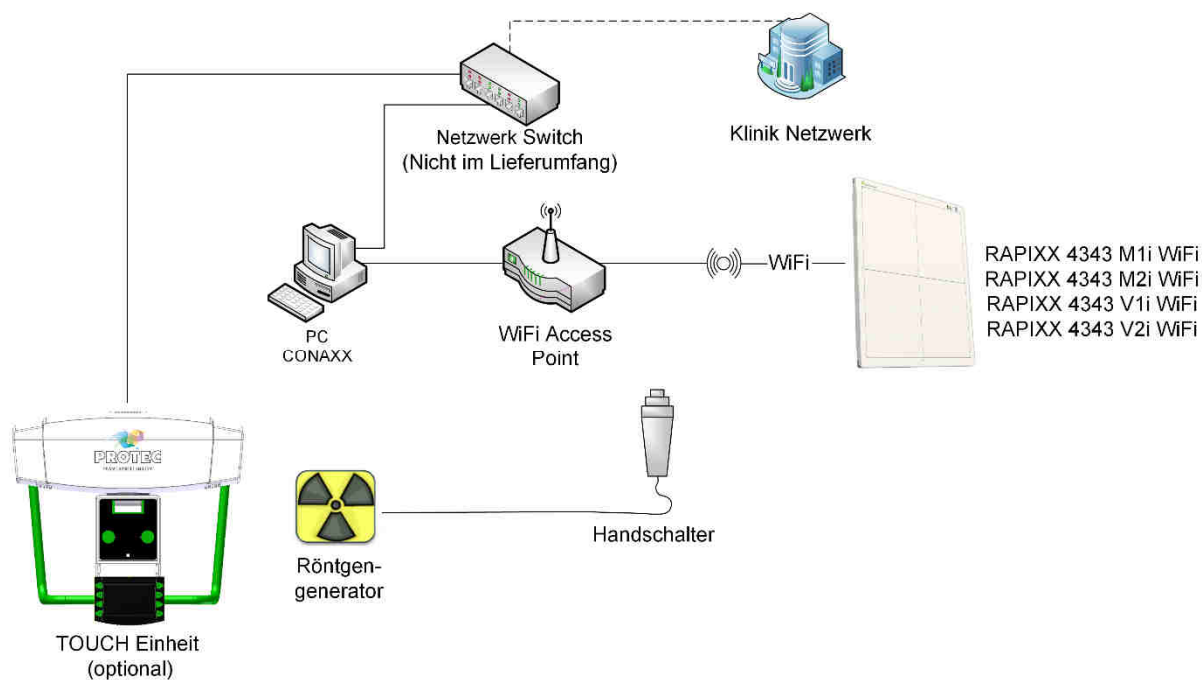 Netzwerk Switch
(Nicht im Lieferumfang)
Klinik Netzwerk
PC
CONAXX
WiFi Access
Point
WiFi
RAPIXX 4343 M1i WiFi
RAPIXX 4343 M2i WiFi
RAPIXX 4343 V1i WiFi
RAPIXX 4343 V2i WiFi
PROTEC
Röntgen-
generator
Handschalter
TOUCH Einheit
(optional)